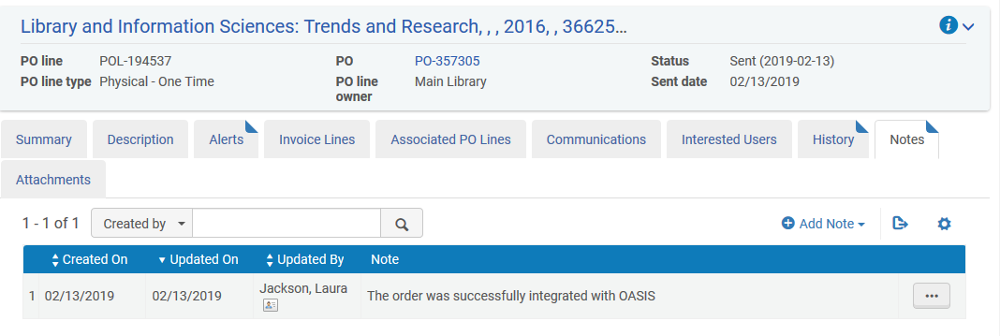 Library and Information Sciences: Trends and Research, , , 2016, , 36625...
PO line POL-194537 PO PO-357305 Status Sent (2019-02-13)
PO line type Physical - One Time PO line owner Main Library Sent date 02/13/2019
Summary Description Alerts Invoice Lines Associated PO Lines Communications Interested Users History Notes
Attachments
1 - 1 of 1 Created by Add Note
Created On Updated On Updated By Note
1 02/13/2019 02/13/2019 Jackson, Laura The order was successfully integrated with OASIS